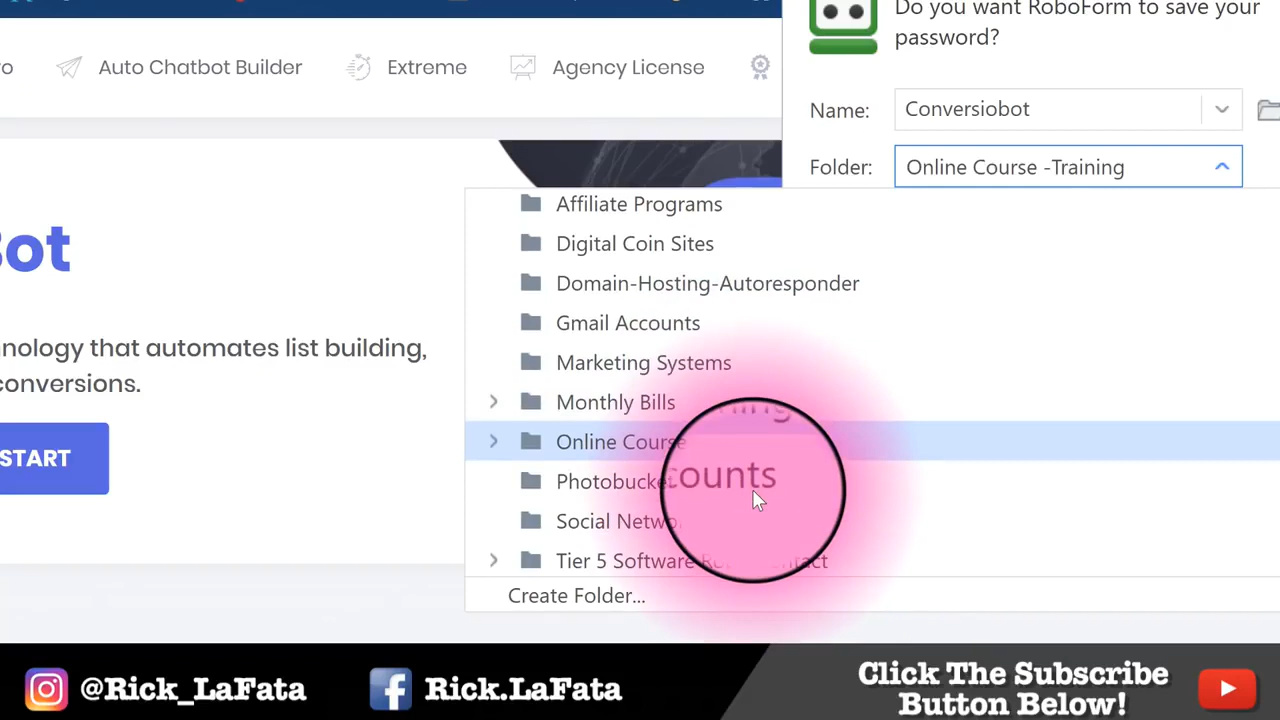 Do you want RoboForm to save your
password?
o
Auto Chatbot Builder
Extreme
Agency License
Name:
Conversiobot
Folder:
Online Course -Training
Affiliate Programs
Digital Coin Sites
Domain-Hosting-Autoresponder
Gmail Accounts
Marketing Systems
Monthly Bills
Online Course
Photobucket
counts
Social Netwo
Tier 5 Software
Create Folder...
Bot
nology that automates list building,
conversions.
START
@Rick_LaFata
Rick.LaFata
Click The Subscribe
Button Below!